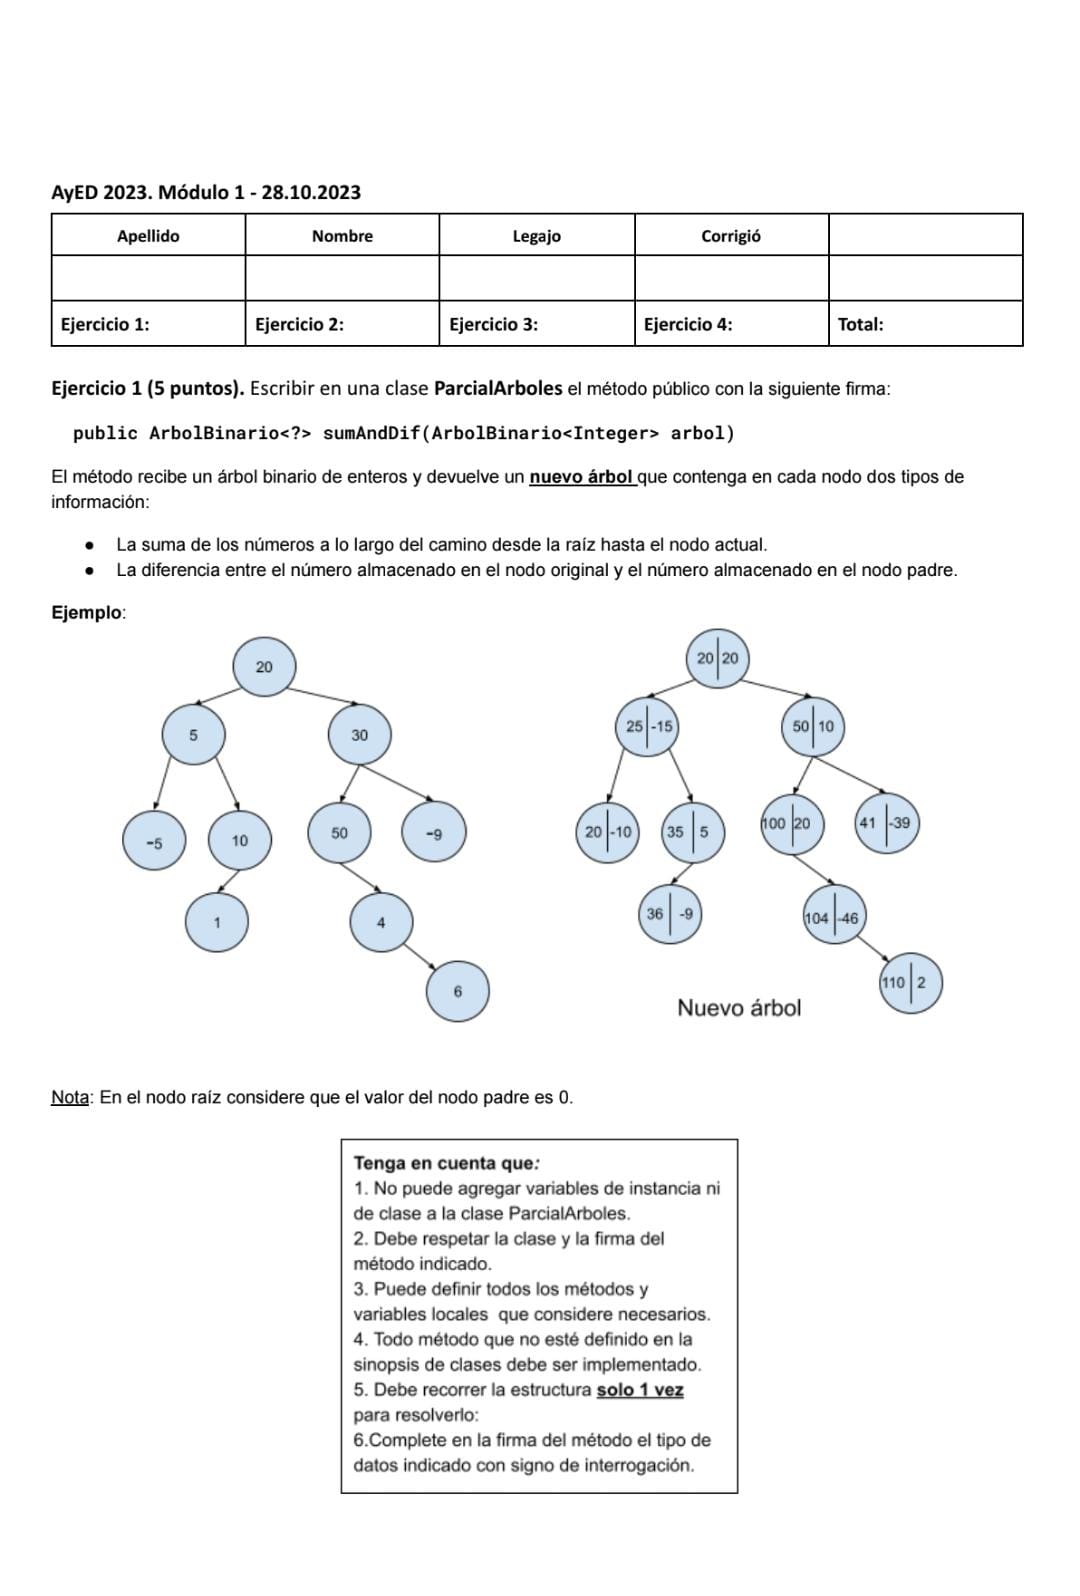 AyED 2023. Módulo 1 - 28.10.2023
Apellido Nombre Legajo Corrigió
Ejercicio 1: Ejercicio 2: Ejercicio 3: Ejercicio 4: Total:
Ejercicio 1 (5 puntos). Escribir en una clase ParcialArboles el método público con la siguiente firma:
public ArbolBinario<?> sumAndDif(ArbolBinario<Integer> arbol)
El método recibe un árbol binario de enteros y devuelve un nuevo árbol que contenga en cada nodo dos tipos de
información:
● La suma de los números a lo largo del camino desde la raíz hasta el nodo actual.
● La diferencia entre el número almacenado en el nodo original y el número almacenado en el nodo padre.
Ejemplo:
20
5 30
-5 10 50 -9
1 4
6
20 20
25 -15 50 10
20 -10 35 5 100 20 41 -39
36 -9 104 -46
110 2
Nuevo árbol
Nota: En el nodo raíz considere que el valor del nodo padre es 0.
Tenga en cuenta que:
1. No puede agregar variables de instancia ni
de clase a la clase ParcialArboles.
2. Debe respetar la clase y la firma del
método indicado.
3. Puede definir todos los métodos y
variables locales que considere necesarios.
4. Todo método que no esté definido en la
sinopsis de clases debe ser implementado.
5. Debe recorrer la estructura solo 1 vez
para resolverlo:
6.Complete en la firma del método el tipo de
datos indicado con signo de interrogación.